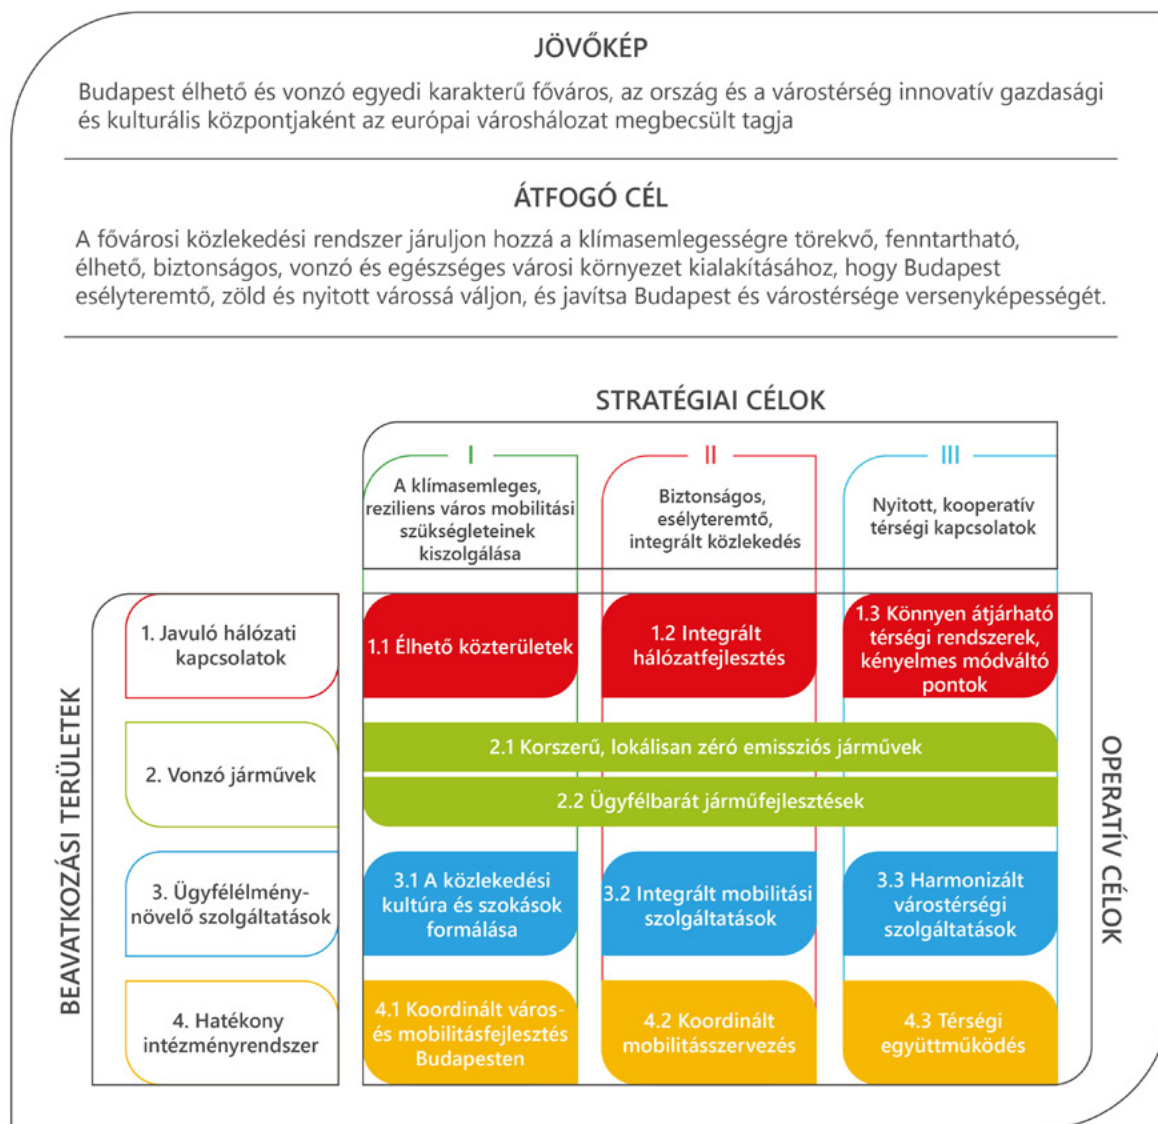 JÖVŐKÉP
Budapest élhető és vonzó egyedi karakterű főváros, az ország és a várostérség innovatív gazdasági
és kulturális központjaként az európai városhálózat megbecsült tagja
ÁTFOGÓ CÉL
A fővárosi közlekedési rendszer járuljon hozzá a klímasemlegességre törekvő, fenntartható,
élhető, biztonságos, vonzó és egészséges városi környezet kialakításához, hogy Budapest
esélyteremtő, zöld és nyitott várossá váljon, és javítsa Budapest és várostérsége versenyképességét.
STRATÉGIAI CÉLOK
I
A klímasemleges,
reziliens város mobilitási
szükségleteinek
kiszolgálása
II
Biztonságos,
esélyteremtő,
integrált közlekedés
III
Nyitott, kooperatív
térségi kapcsolatok
BEAVATKOZÁSI TERÜLETEK
1. Javuló hálózati
kapcsolatok
1.1 Élhető közterületek
1.2 Integrált
hálózatfejlesztés
1.3 Könnyen átjárható
térségi rendszerek,
kényelmes módváltó
pontok
2. Vonzó járművek
2.1 Korszerű, lokálisan zéró emissziós járművek
2.2 Ügyfélbarát járműfejlesztések
3. Ügyfélélmény-
növelő szolgáltatások
3.1 A közlekedési
kultúra és szokások
formálása
3.2 Integrált mobilitási
szolgáltatások
3.3 Harmonizált
várostérségi
szolgáltatások
4. Hatékony
intézményrendszer
4.1 Koordinált város-
és mobilitásfejlesztés
Budapesten
4.2 Koordinált
mobilitásszervezés
4.3 Térségi
együttműködés
OPERATÍV CÉLOK